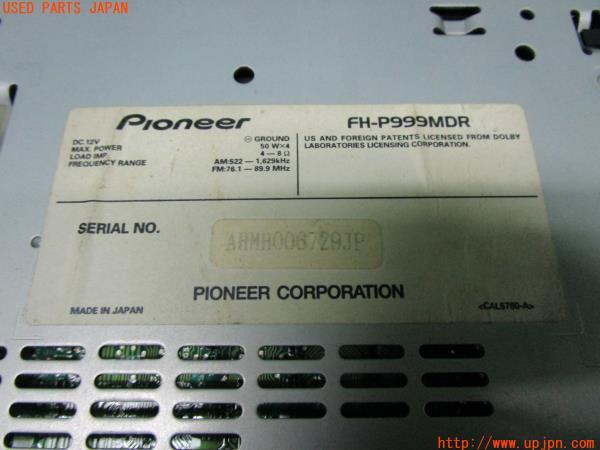 USED PARTS JAPAN
Pioneer
FH-P999MDR
DC.12V ⊖ GROUND
MAX. POWER 50 W×4
LOAD IMP. 4 — 8 Ω
FREQUENCY RANGE AM:522 — 1,629kHz
FM:76.1 — 89.9 MHz
US AND FOREIGN PATENTS LICENSED FROM DOLBY
LABORATORIES LICENSING CORPORATION.
SERIAL NO. AHMH006729JP
PIONEER CORPORATION
MADE IN JAPAN
<CAL5760-A>
http://www.upjpn.com/